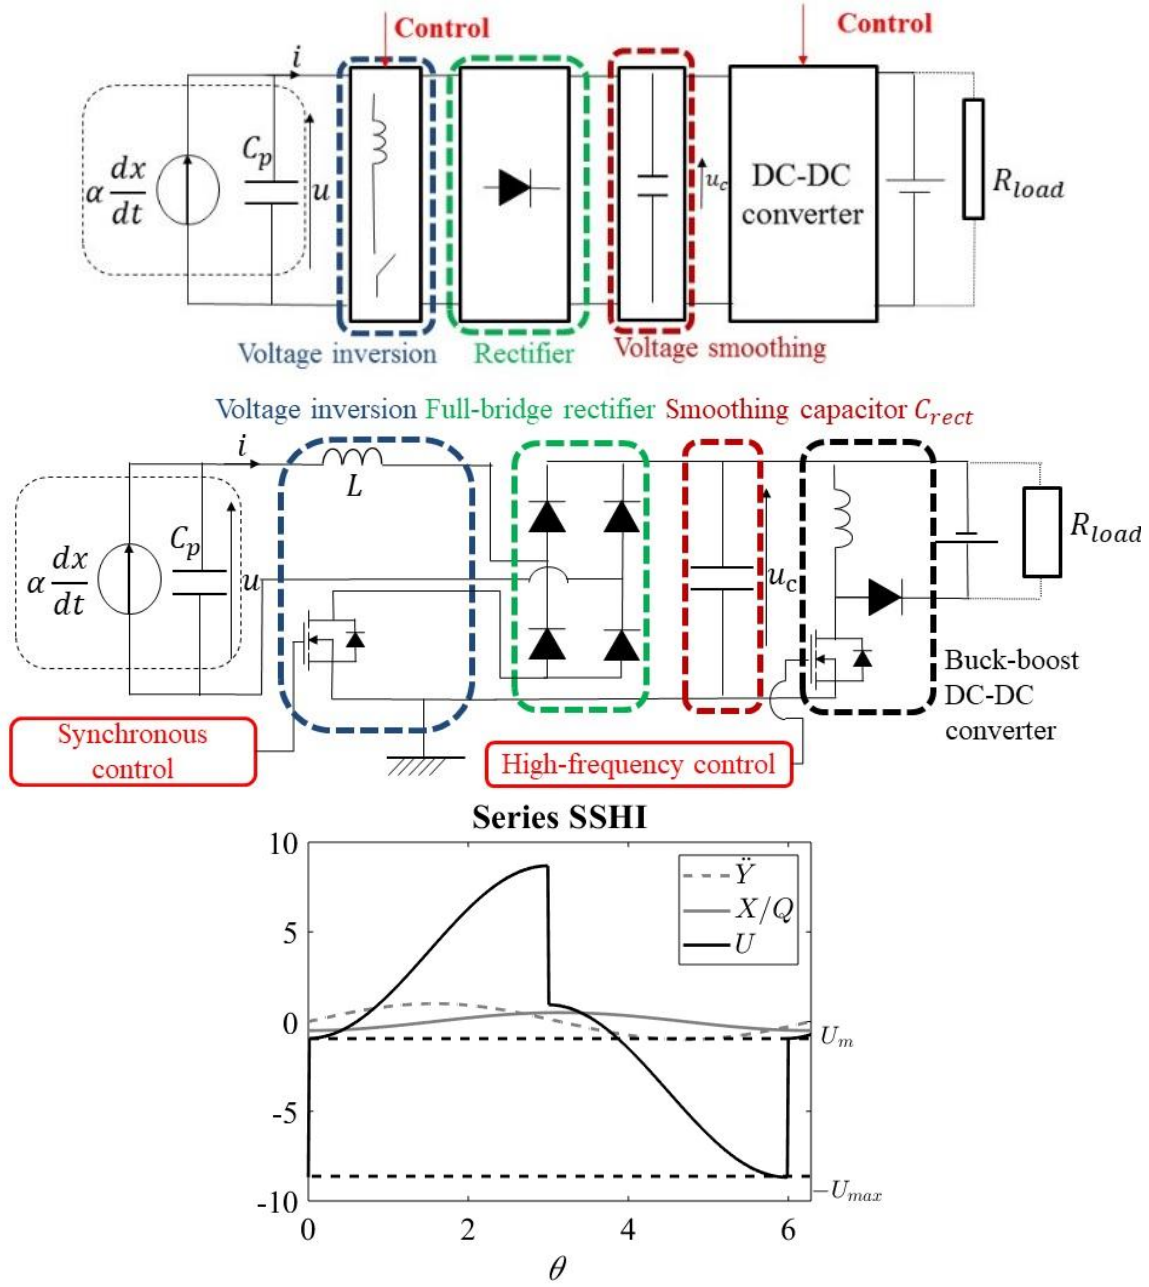 Control
Control
i
α dx/dt
C_p
u
u_c
DC-DC
converter
R_load
Voltage inversion
Rectifier
Voltage smoothing
Voltage inversion Full-bridge rectifier Smoothing capacitor C_rect
i
L
α dx/dt
C_p
u
u_c
R_load
Buck-boost
DC-DC
converter
Synchronous
control
High-frequency control
Series SSHI
10
5
0
-5
-10
Ÿ
X/Q
U
U_m
−U_max
0
2
4
6
θ